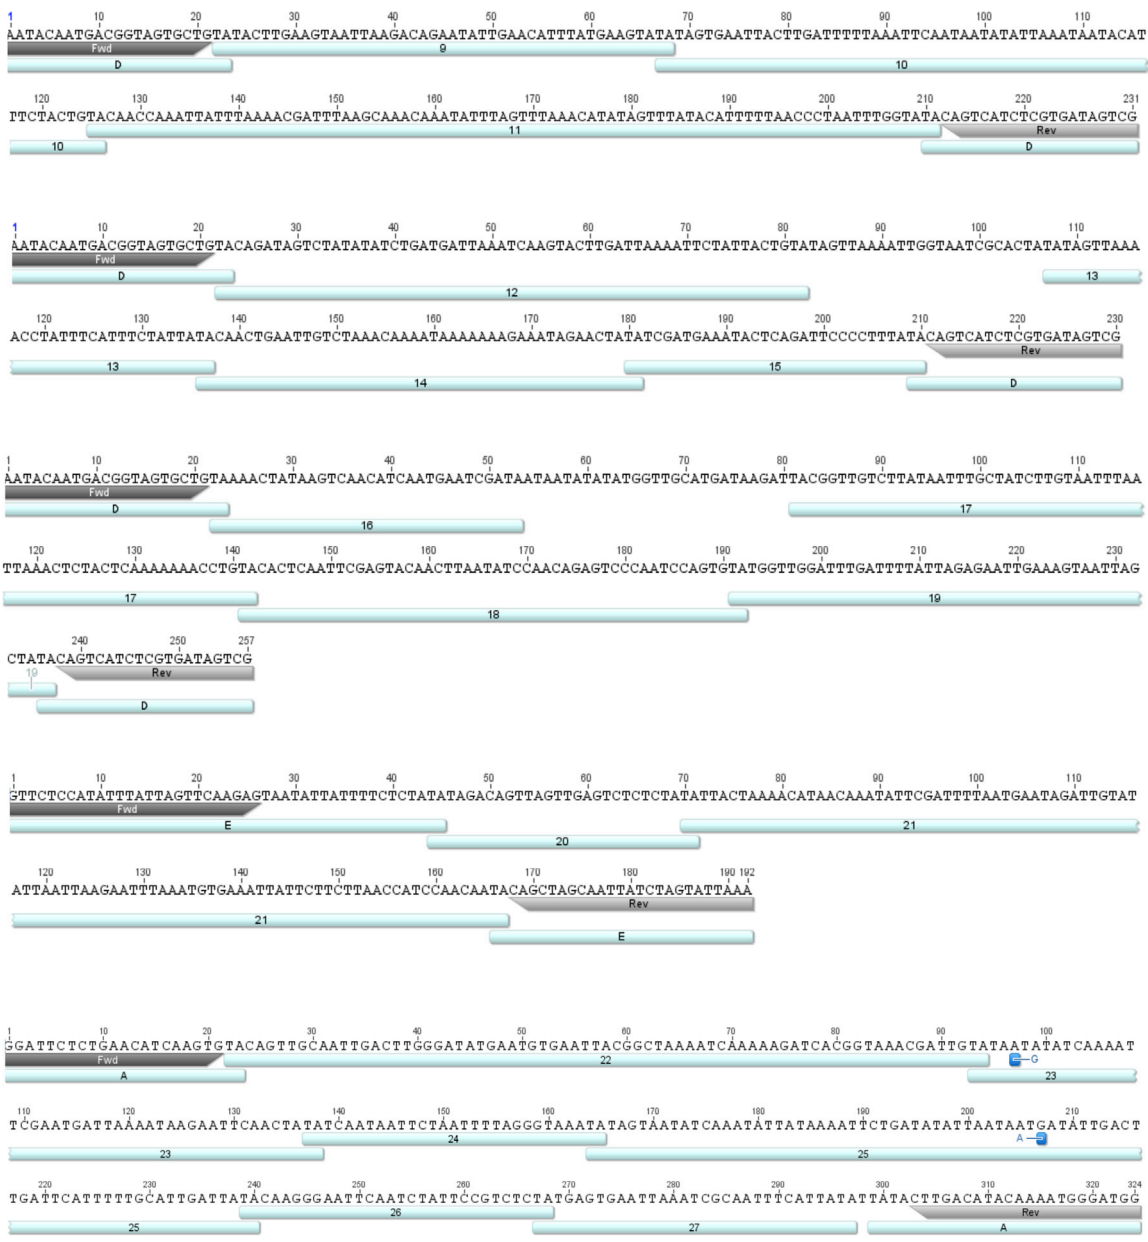 1 10 20 30 40 50 60 70 80 90 100 110
AATACAATGACGGTAGTGCTGTATACTTGAAGTAATTAAGACAGAATATTGAACATTTATGAAGTATATAGTGAATTACTTGATTTTTAAATTCAATAATATATTAAATAATACAT
Fwd 9
D 10
120 130 140 150 160 170 180 190 200 210 220 231
TTCTACTGTACAACCAAATTATTTAAAACGATTTAAGCAAACAAATATTTAGTTTAAACATATAGTTTATACATTTTTAACCCTAATTTGGTATACAGTCATCTCGTGATAGTCG
11 Rev
10 D
1 10 20 30 40 50 60 70 80 90 100 110
AATACAATGACGGTAGTGCTGTACAGATAGTCTATATATCTGATGATTAAATCAAGTACTTGATTAAAATTCTATTACTGTATAGTTAAAATTGGTAATCGCACTATATAGTTAAA
Fwd
D 13
12
120 130 140 150 160 170 180 190 200 210 220 230
ACCTATTTCATTTCTATTATACAACTGAATTGTCTAAACAAAATAAAAAAAGAAATAGAACTATATCGATGAAATACTCAGATTCCCCTTTATACAGTCATCTCGTGATAGTCG
Rev
13 15
14 D
1 10 20 30 40 50 60 70 80 90 100 110
AATACAATGACGGTAGTGCTGTAAAACTATAAGTCAACATCAATGAATCGATAATAATATATATGGTTGCATGATAAGATTACGGTTGTCTTATAATTTGCTATCTTGTAATTTAA
Fwd
D 17
16
120 130 140 150 160 170 180 190 200 210 220 230
TTAAACTCTACTCAAAAAAACCTGTACACTCAATTCGAGTACAACTTAATATCCAACAGAGTCCCAATCCAGTGTATGGTTGGATTTGATTTTATTAGAGAATTGAAAGTAATTAG
17 19
18
240 250 257
CTATACAGTCATCTCGTGATAGTCG
19 Rev
D
1 10 20 30 40 50 60 70 80 90 100 110
GTTCTCCATATTTATTAGTTCAAGAGTAATATTATTTTCTCTATATAGACAGTTAGTTGAGTCTCTCTATATTACTAAAACATAACAAATATTCGATTTTAATGAATAGATTGTAT
Fwd
E 21
20
120 130 140 150 160 170 180 190 192
ATTAATTAAGAATTTAAATGTGAAATTATTCTTCTTAACCATCCAACAATACAGCTAGCAATTATCTAGTATTAAA
Rev
21
E
1 10 20 30 40 50 60 70 80 90 100
GGATTCTCTGAACATCAAGTGTACAGTTGCAATTGACTTGGGATATGAATGTGAATTACGGCTAAAATCAAAAAGATCACGGTAAACGATTGTATAATATATCAAAAT
Fwd 22 G
A 23
110 120 130 140 150 160 170 180 190 200 210
TCGAATGATTAAAATAAGAATTCAACTATATCAATAATTCTAATTTTAGGGTAAATATAGTAATATCAAATATTATAAAATTCTGATATATTAATAATGATATTGACT
24 A
23 25
220 230 240 250 260 270 280 290 300 310 324
TGATTCATTTTTGCATTGATTATACAAGGGAATTCAATCTATTCCGTCTCTATGAGTGAATTAAATCGCAATTTCATTATATTATACTTGACATACAAAATGGGATGG
26 Rev
25 27 A